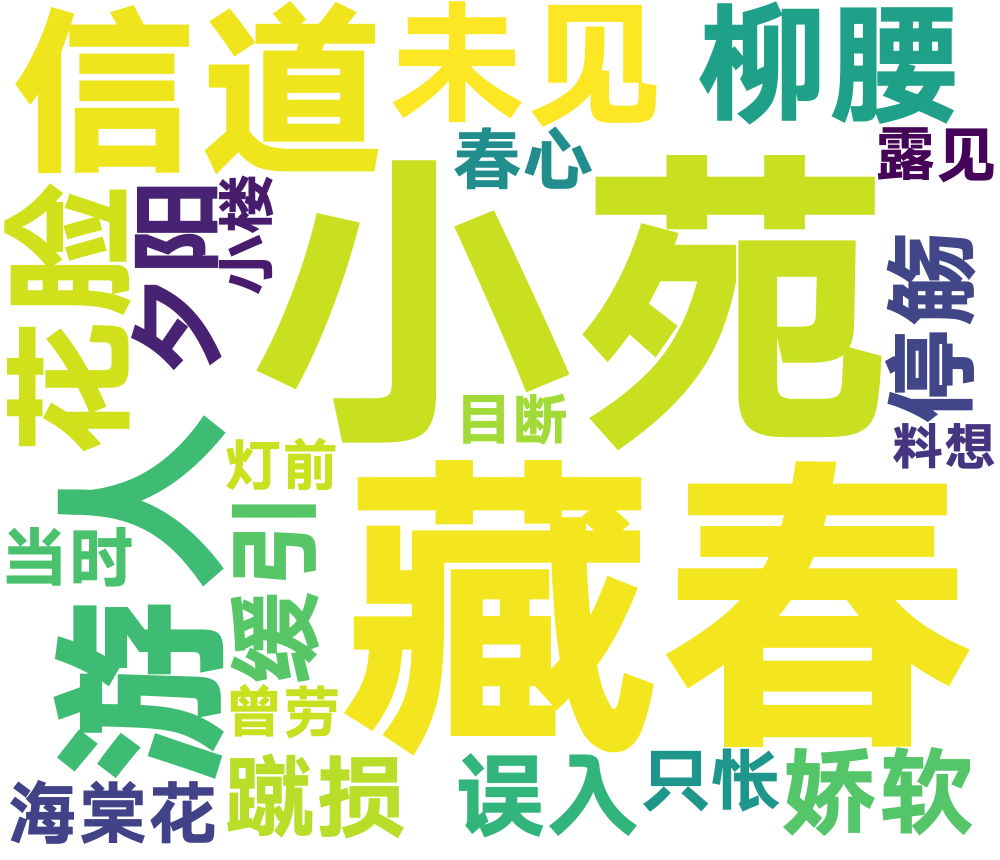 信道
未见
柳腰
春心
露见
花脸
夕阳
小楼
小苑
停觞
目断
料想
游人
灯前
藏春
缓引
当时
曾劳
海棠花
蹴损
误入
只怅
娇软